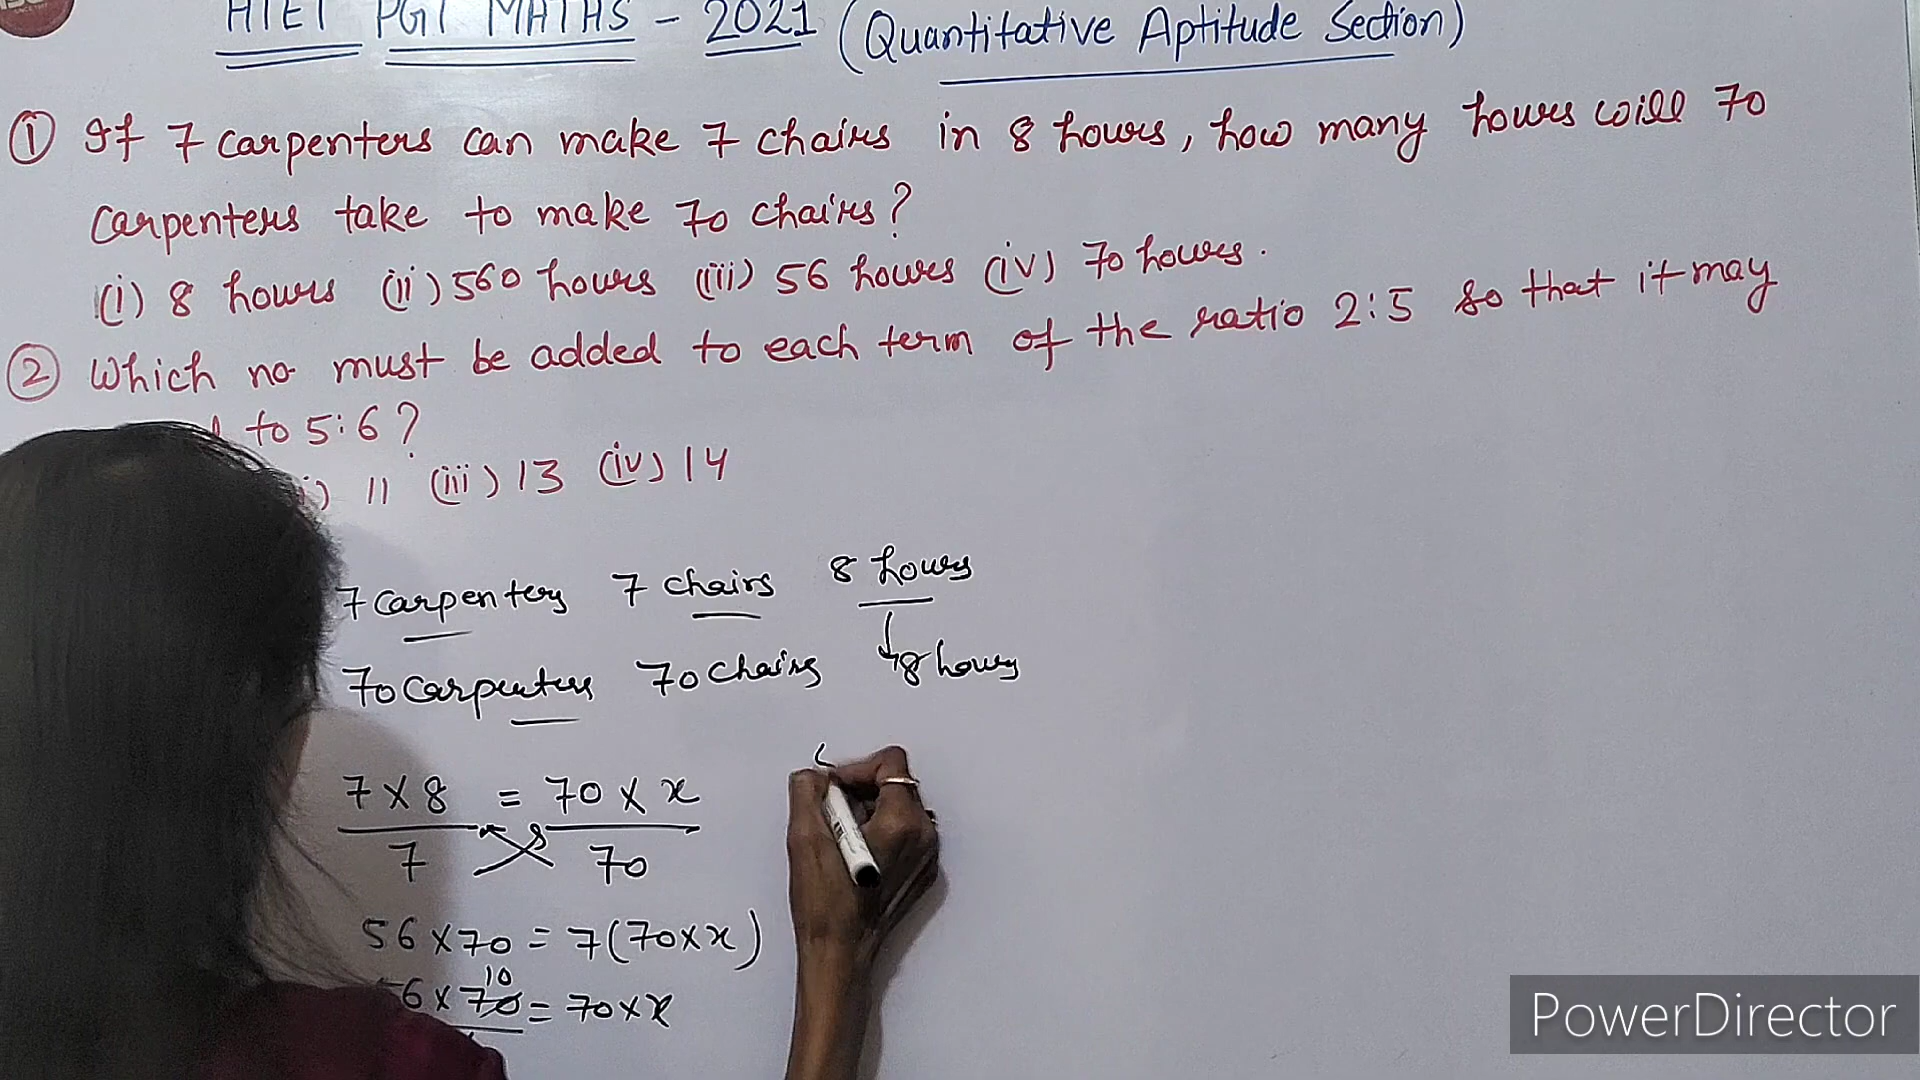 HTET PGT MATHS - 2021 (Quantitative Aptitude Section)
① If 7 carpenters can make 7 chairs in 8 hours, how many hours will 70
carpenters take to make 70 chairs?
(i) 8 hours (ii) 560 hours (iii) 56 hours (iv) 70 hours.
② Which no must be added to each term of the ratio 2:5 so that it may
to 5:6?
11 (iii) 13 (iv) 14
7 carpenters 7 chairs 8 hours
70 carpenters 70 chairs 8 hours
7 × 8 = 70 × x
7 70
56 × 70 = 7 (70 × x)
10
6 × 70 = 70 × x
PowerDirector